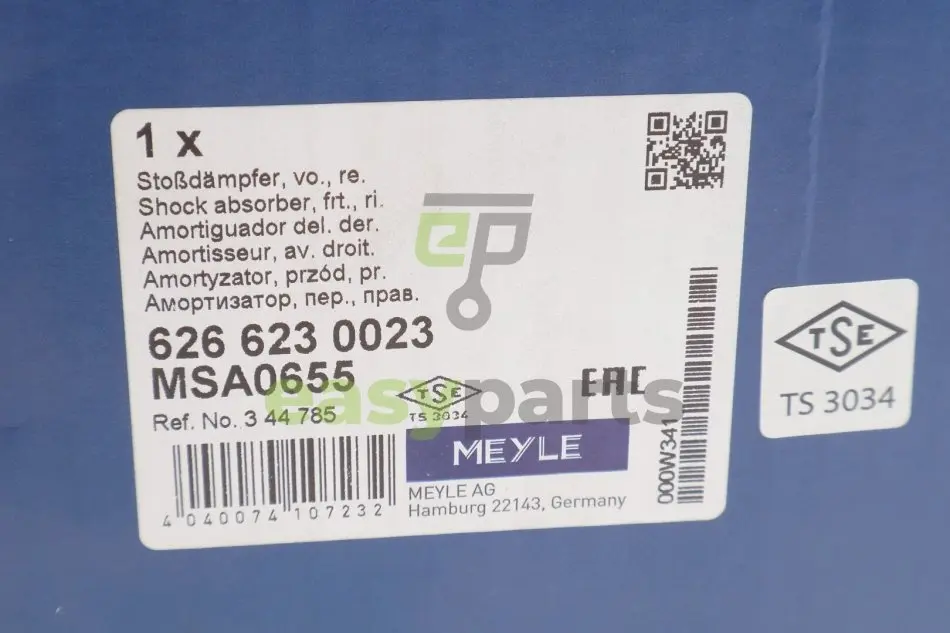 1 x
Stoßdämpfer, vo., re.
Shock absorber, frt., ri.
Amortiguador del. der.
Amortisseur, av. droit.
Amortyzator, przód, pr.
Амортизатор, пер., прав.
626 623 0023
MSA0655
Ref. No. 3 44 785
TSE
TS 3034
EAC
MEYLE
MEYLE AG
Hamburg 22143, Germany
4 040074 107232
000W341
TSE
TS 3034
ep
easyparts